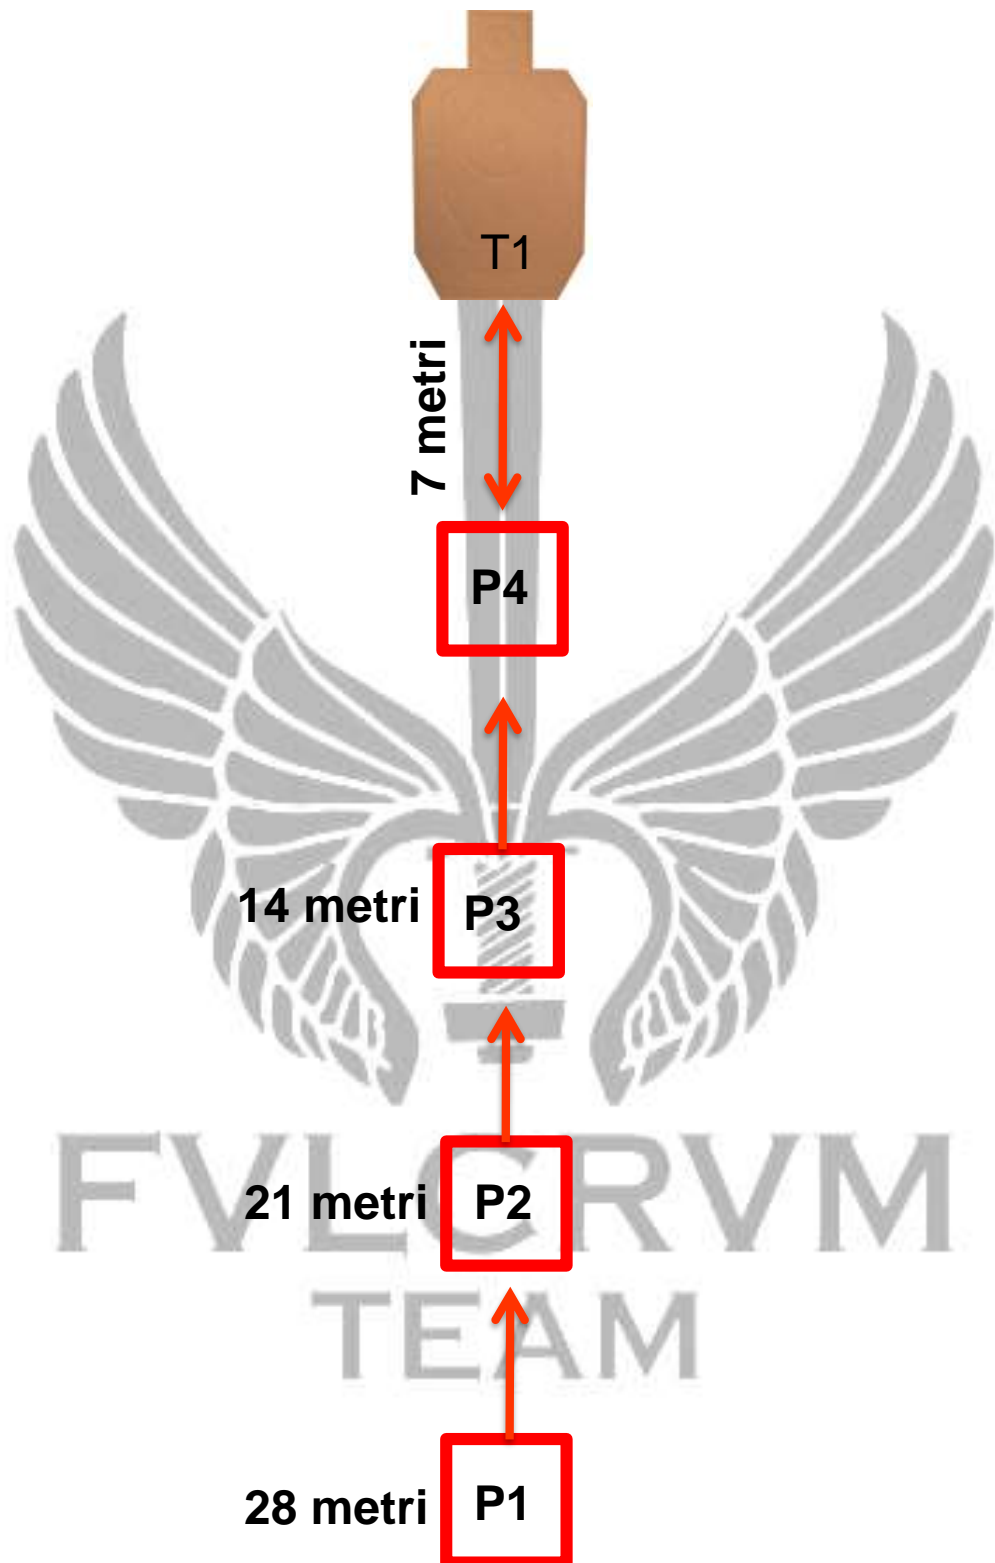 T1
7 metri
P4
14 metri P3
FVLCRVM
21 metri P2
TEAM
28 metri P1